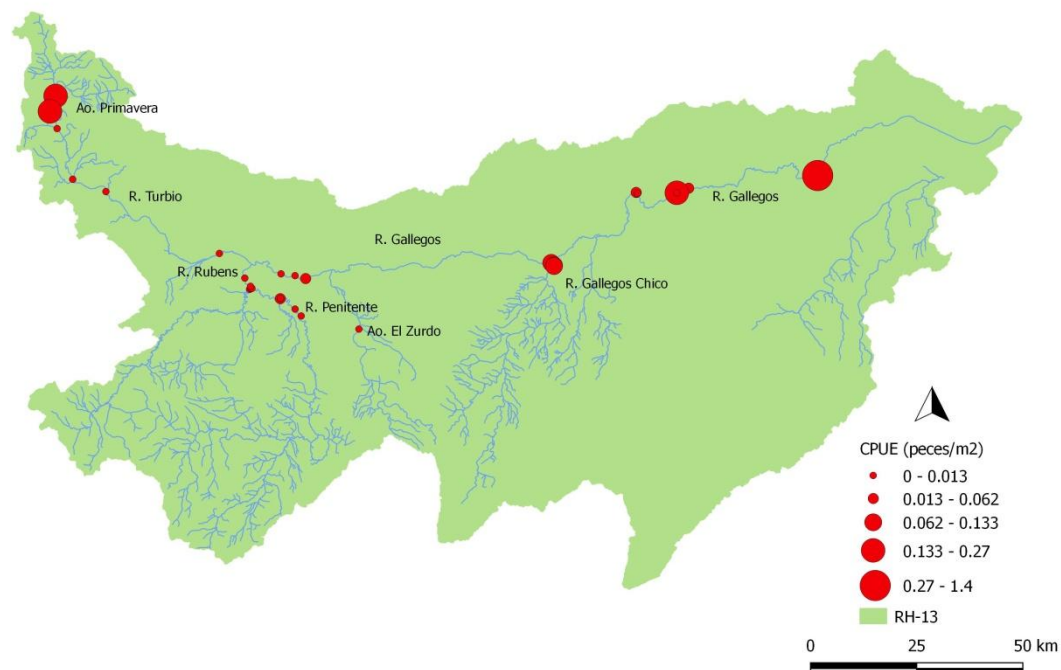 Ao. Primavera
R. Turbio
R. Gallegos
R. Gallegos
R. Rubens
R. Gallegos Chico
R. Penitente
Ao. El Zurdo
CPUE (peces/m2)
0 - 0.013
0.013 - 0.062
0.062 - 0.133
0.133 - 0.27
0.27 - 1.4
RH-13
0 25 50 km